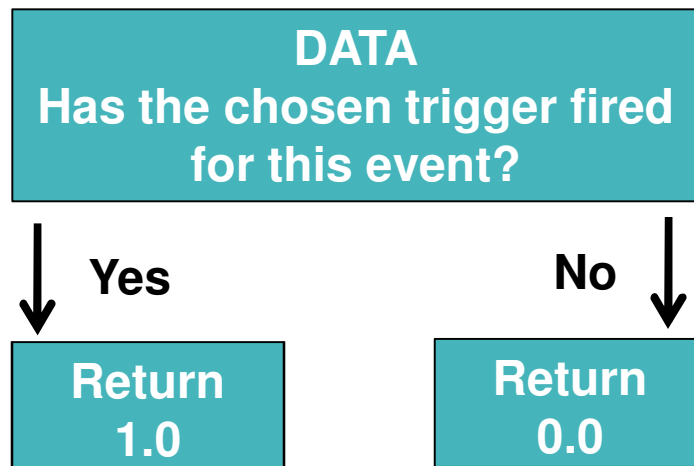 DATA
Has the chosen trigger fired
for this event?
Yes
No
Return
1.0
Return
0.0